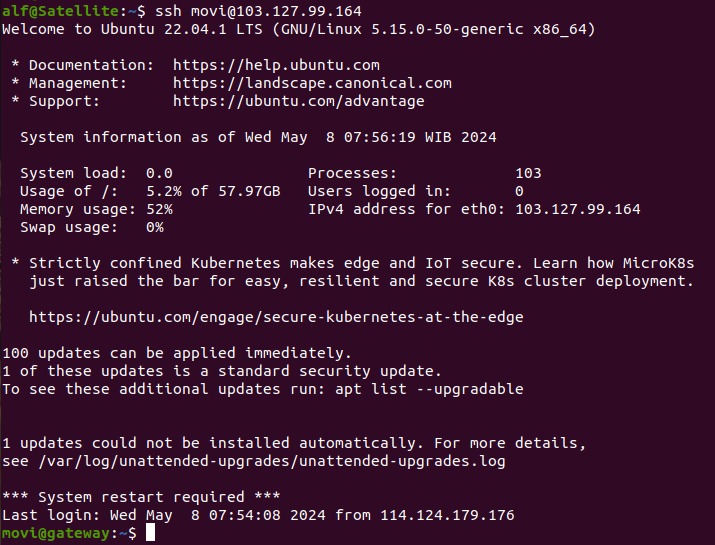 alf@Satellite:~$ ssh movi@103.127.99.164
Welcome to Ubuntu 22.04.1 LTS (GNU/Linux 5.15.0-50-generic x86_64)
 * Documentation:  https://help.ubuntu.com
 * Management:     https://landscape.canonical.com
 * Support:        https://ubuntu.com/advantage
  System information as of Wed May  8 07:56:19 WIB 2024
  System load:  0.0               Processes:             103
  Usage of /:   5.2% of 57.97GB   Users logged in:       0
  Memory usage: 52%               IPv4 address for eth0: 103.127.99.164
  Swap usage:   0%
 * Strictly confined Kubernetes makes edge and IoT secure. Learn how MicroK8s
   just raised the bar for easy, resilient and secure K8s cluster deployment.
   https://ubuntu.com/engage/secure-kubernetes-at-the-edge
100 updates can be applied immediately.
1 of these updates is a standard security update.
To see these additional updates run: apt list --upgradable
1 updates could not be installed automatically. For more details,
see /var/log/unattended-upgrades/unattended-upgrades.log
*** System restart required ***
Last login: Wed May  8 07:54:08 2024 from 114.124.179.176
movi@gateway:~$